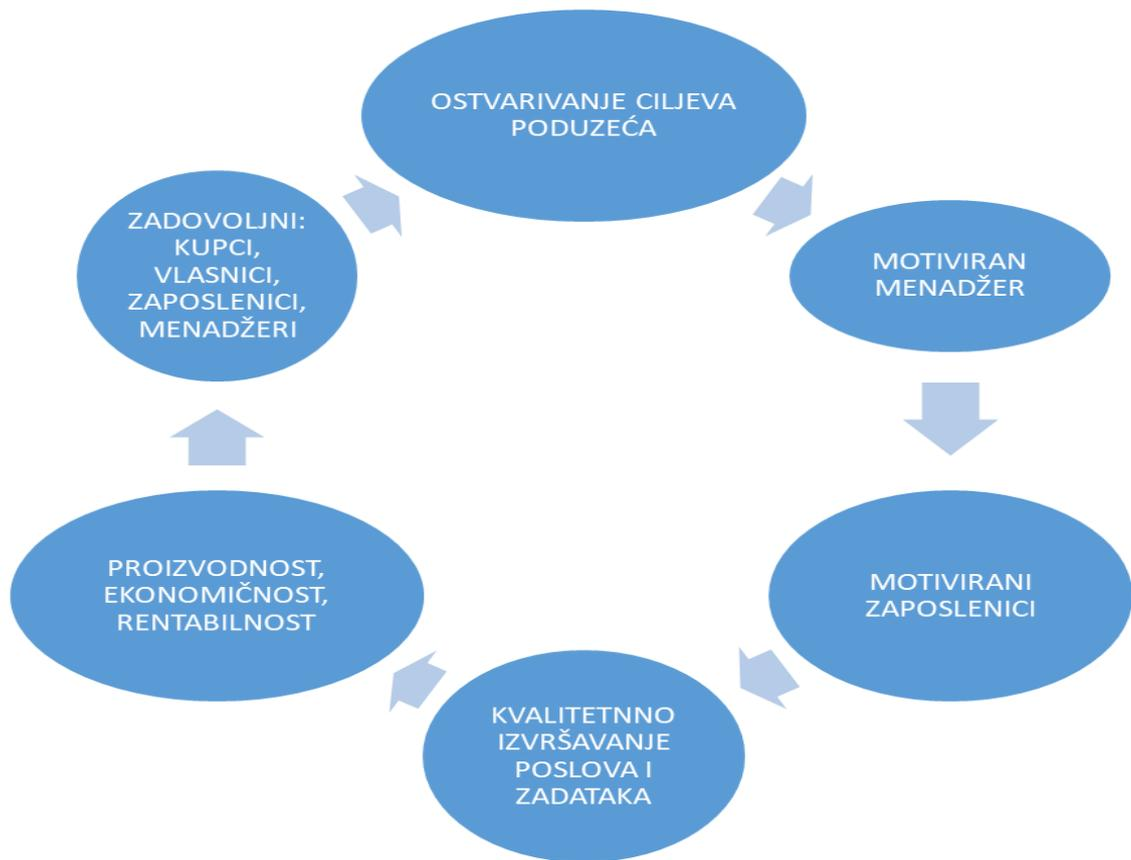 OSTVARIVANJE CILJEVA
PODUZEĆA
MOTIVIRAN
MENADŽER
MOTIVIRANI
ZAPOSLENICI
KVALITETNNO
IZVRŠAVANJE
POSLOVA I
ZADATAKA
PROIZVODNOST,
EKONOMIČNOST,
RENTABILNOST
ZADOVOLJNI:
KUPCI,
VLASNICI,
ZAPOSLENICI,
MENADŽERI